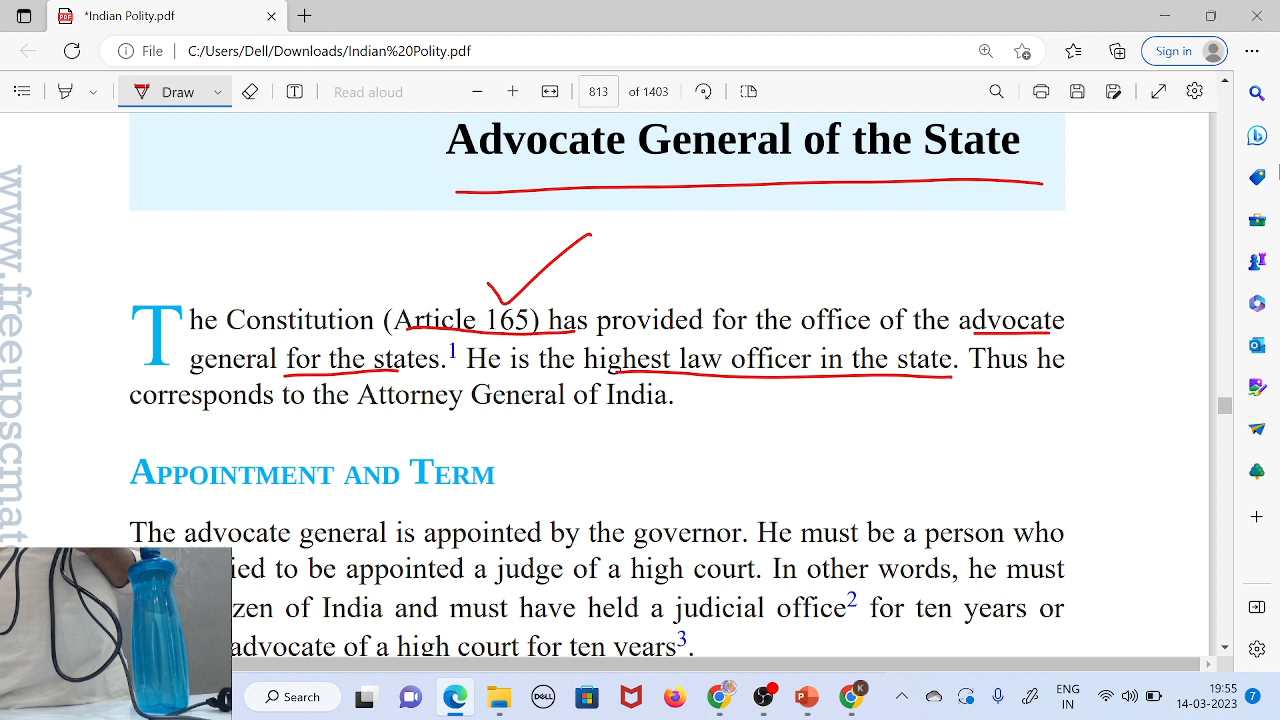 *Indian Polity.pdf
File C:/Users/Dell/Downloads/Indian%20Polity.pdf Sign in
Draw Read aloud 813 of 1403
Advocate General of the State
The Constitution (Article 165) has provided for the office of the advocate
general for the states.1 He is the highest law officer in the state. Thus he
corresponds to the Attorney General of India.
APPOINTMENT AND TERM
The advocate general is appointed by the governor. He must be a person who
ied to be appointed a judge of a high court. In other words, he must
zen of India and must have held a judicial office2 for ten years or
advocate of a high court for ten years3.
www.freeupscmat
Search
DELL
ENG
IN
19:55
14-03-2023
7